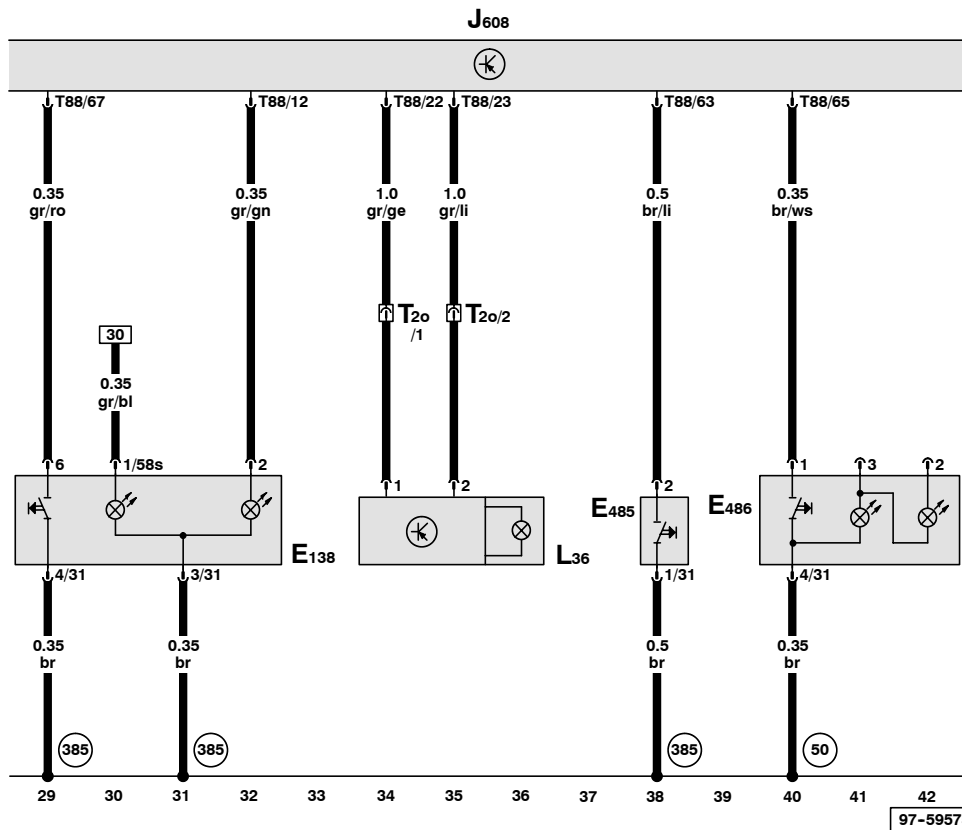 J608
T88/67 T88/12 T88/22 T88/23 T88/63 T88/65
0.35 0.35 1.0 1.0 0.5 0.35
gr/ro gr/gn gr/ge gr/li br/li br/ws
T2o T2o/2
/1
30
0.35
gr/bl
6 1/58s 2 1 3 2
1 2 2
E485 E486
E138 L36
4/31 3/31 1/31 4/31
0.35 0.35 0.5 0.35
br br br br
385 385 385 50
29 30 31 32 33 34 35 36 37 38 39 40 41 42
97-5957